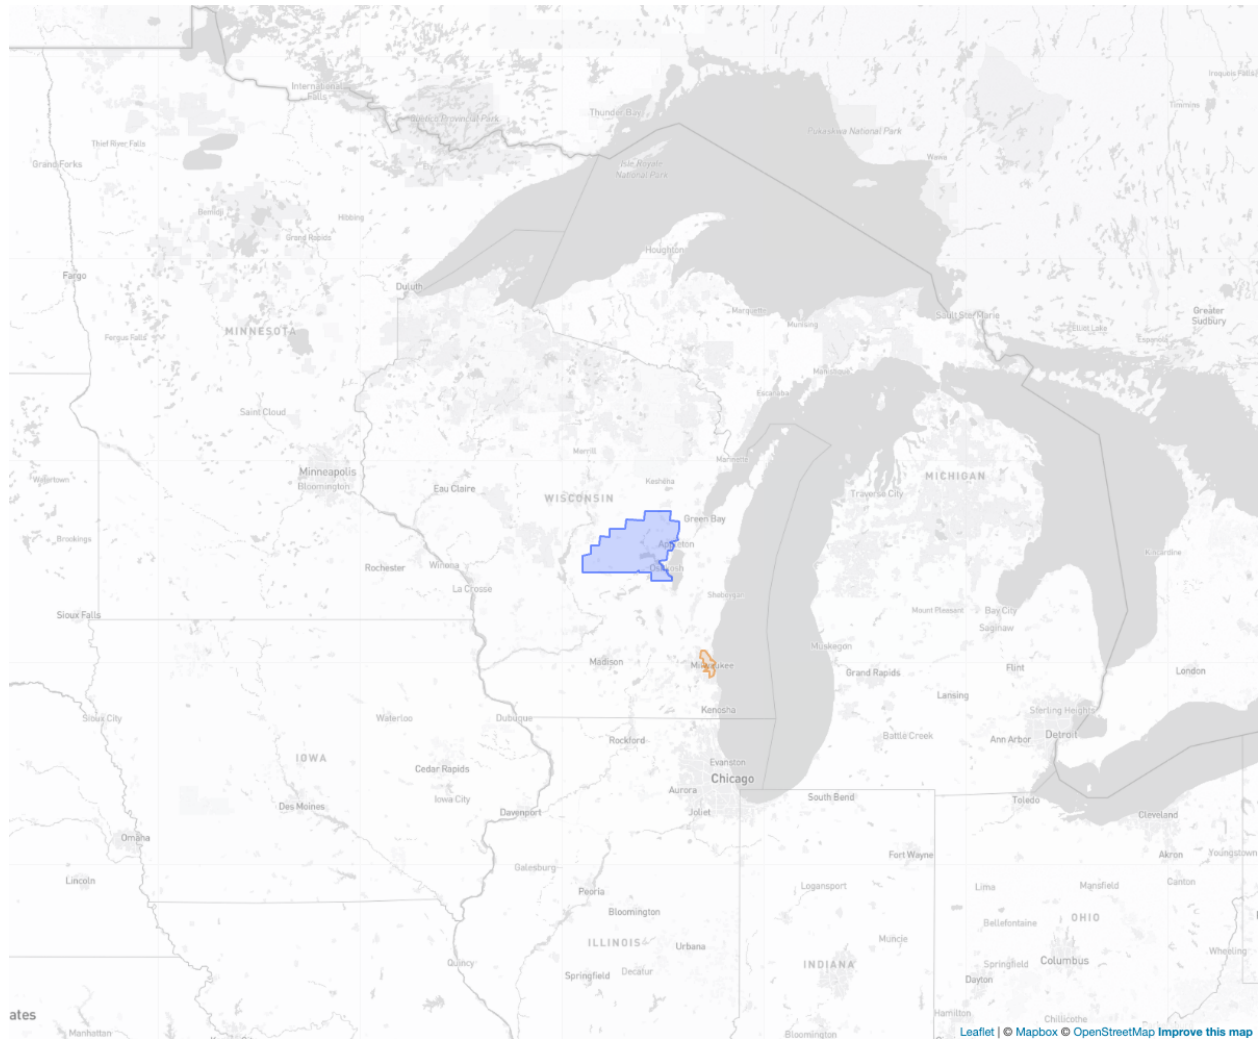 International
Falls
Thunder Bay
Quetico Provincial Park
Pukaskwa National Park
Iroquois Falls
Timmins
Thief River Falls
Grand Forks
Isle Royale
National Park
Wawa
Bemidji
Hibbing
Grand Rapids
Houghton
Fargo
Duluth
MINNESOTA
Fergus Falls
Marquette
Munising
Sault Ste. Marie
Elliot Lake
Espanola
Greater
Sudbury
Manistique
Escanaba
Saint Cloud
Minneapolis
Bloomington
Merrill
Marinette
Keshena
Watertown
Eau Claire
WISCONSIN
Traverse City
MICHIGAN
Green Bay
Brookings
Appleton
Kincardine
Rochester
Winona
Oshkosh
La Crosse
Sheboygan
Mount Pleasant
Bay City
Saginaw
Sioux Falls
Muskegon
Madison
Milwaukee
Grand Rapids
Flint
London
Lansing
Sioux City
Waterloo
Dubuque
Kenosha
Sterling Heights
Rockford
Battle Creek
Ann Arbor
Detroit
IOWA
Cedar Rapids
Evanston
Chicago
Iowa City
Aurora
South Bend
Toledo
Des Moines
Davenport
Joliet
Cleveland
Omaha
Fort Wayne
Akron
Youngstown
Lincoln
Galesburg
Peoria
Logansport
Lima
Mansfield
Canton
Bloomington
Bellefontaine
OHIO
ILLINOIS
Urbana
Muncie
Wheeling
Quincy
Springfield
Decatur
INDIANA
Springfield
Columbus
Dayton
ates
Manhattan
Bloomington
Hamilton
Chillicothe
Leaflet | © Mapbox © OpenStreetMap Improve this map